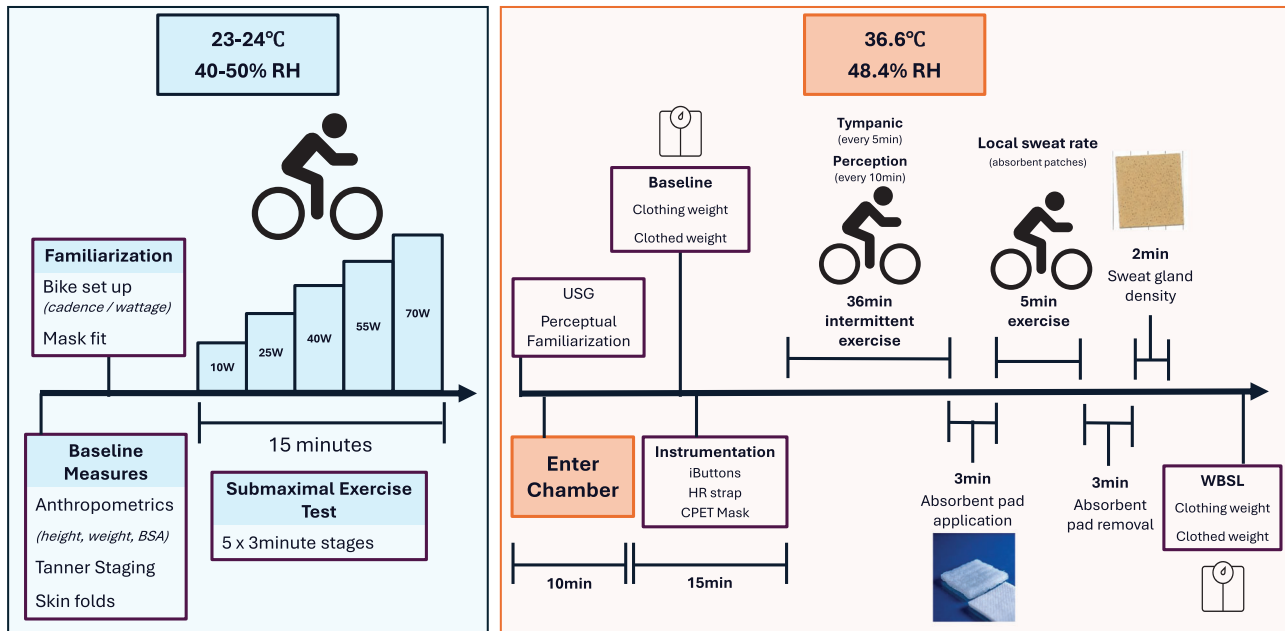 23-24℃
40-50% RH
Familiarization
Bike set up
(cadence / wattage)
Mask fit
10W
25W
40W
55W
70W
15 minutes
Baseline
Measures
Anthropometrics
(height, weight, BSA)
Tanner Staging
Skin folds
Submaximal Exercise
Test
5 x 3minute stages
36.6℃
48.4% RH
Baseline
Clothing weight
Clothed weight
Tympanic
(every 5min)
Perception
(every 10min)
Local sweat rate
(absorbent patches)
USG
Perceptual
Familiarization
36min
intermittent
exercise
5min
exercise
2min
Sweat gland
density
Enter
Chamber
Instrumentation
iButtons
HR strap
CPET Mask
3min
Absorbent pad
application
3min
Absorbent
pad removal
WBSL
Clothing weight
Clothed weight
10min
15min